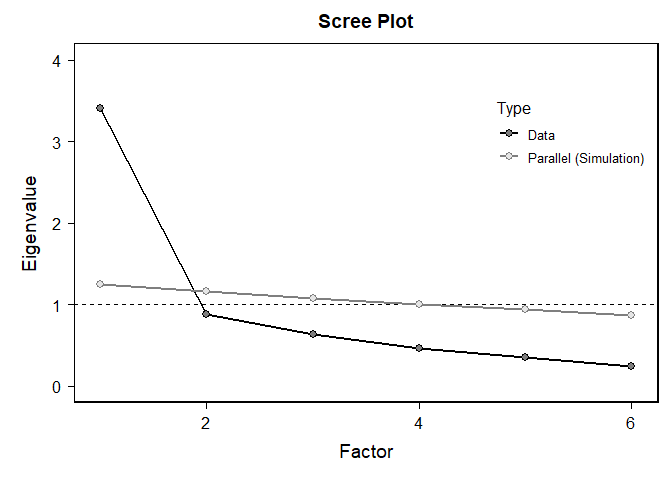 Scree Plot
4
3
2
1
0
Eigenvalue
Type
Data
Parallel (Simulation)
2
4
6
Factor